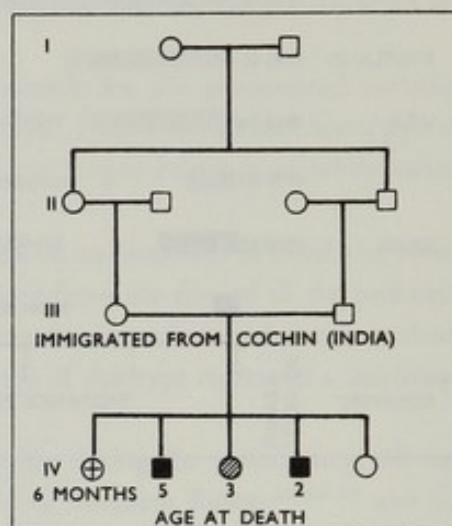 I
II
III
IMMIGRATED FROM COCHIN (INDIA)
IV
6 MONTHS 5 3 2
AGE AT DEATH